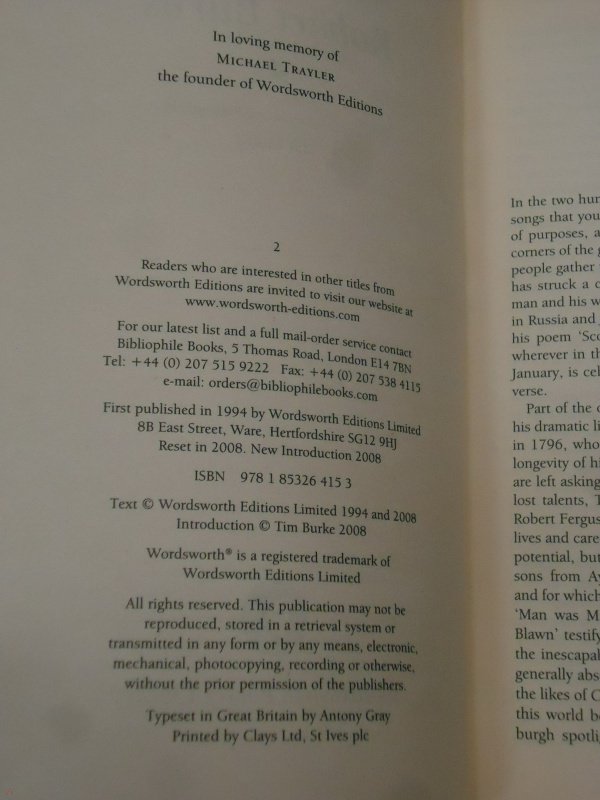 In loving memory of
MICHAEL TRAYLER
the founder of Wordsworth Editions
2
Readers who are interested in other titles from
Wordsworth Editions are invited to visit our website at
www.wordsworth-editions.com
For our latest list and a full mail-order service contact
Bibliophile Books, 5 Thomas Road, London E14 7BN
Tel: +44 (0) 207 515 9222 Fax: +44 (0) 207 538 4115
e-mail: orders@bibliophilebooks.com
First published in 1994 by Wordsworth Editions Limited
8B East Street, Ware, Hertfordshire SG12 9HJ
Reset in 2008. New Introduction 2008
ISBN 978 1 85326 415 3
Text © Wordsworth Editions Limited 1994 and 2008
Introduction © Tim Burke 2008
Wordsworth® is a registered trademark of
Wordsworth Editions Limited
All rights reserved. This publication may not be
reproduced, stored in a retrieval system or
transmitted in any form or by any means, electronic,
mechanical, photocopying, recording or otherwise,
without the prior permission of the publishers.
Typeset in Great Britain by Antony Gray
Printed by Clays Ltd, St Ives plc
In the two hun
songs that you
of purposes, a
corners of the
people gather
has struck a
man and his w
in Russia and
his poem 'Sco
wherever in th
January, is cel
verse.
Part of the
his dramatic li
in 1796, who
longevity of hi
are left asking
lost talents, T
Robert Fergus
lives and care
potential, but
sons from Ay
and for which
'Man was M
Blawn' testify
the inescapal
generally abs
the likes of C
this world be
burgh spotli